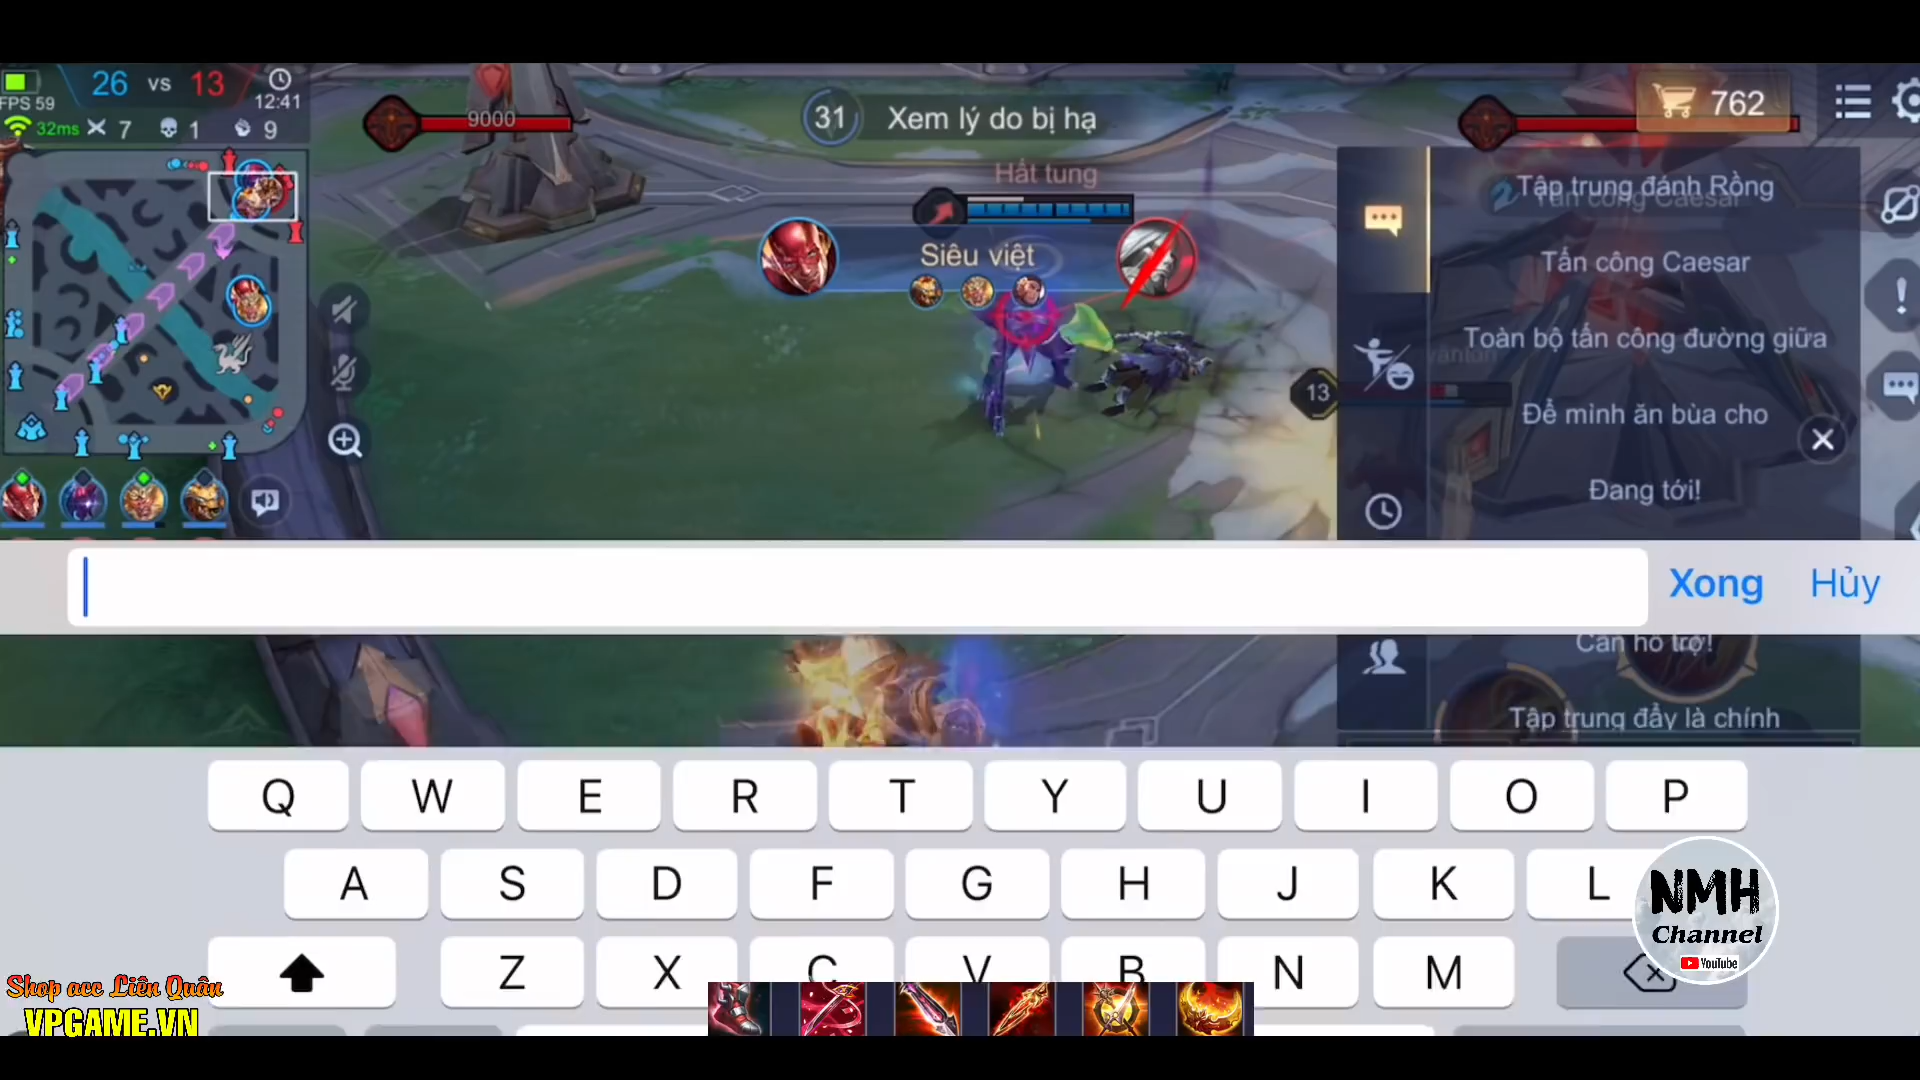 26 vs 13
12:41
FPS 59
32ms
7
1
9
9000
31
Xem lý do bị hạ
762
Hất tung
Siêu việt
13
Tập trung đánh Rồng
Tấn công Caesar
Tấn công Caesar
Toàn bộ tấn công đường giữa
Để mình ăn bùa cho
Đang tới!
Xong
Hủy
Cần hỗ trợ!
Tập trung đẩy là chính
Q W E R T Y U I O P
A S D F G H J K L
Z X C V B N M
NMH
Channel
YouTube
Shop acc Liên Quân
VPGAME.VN